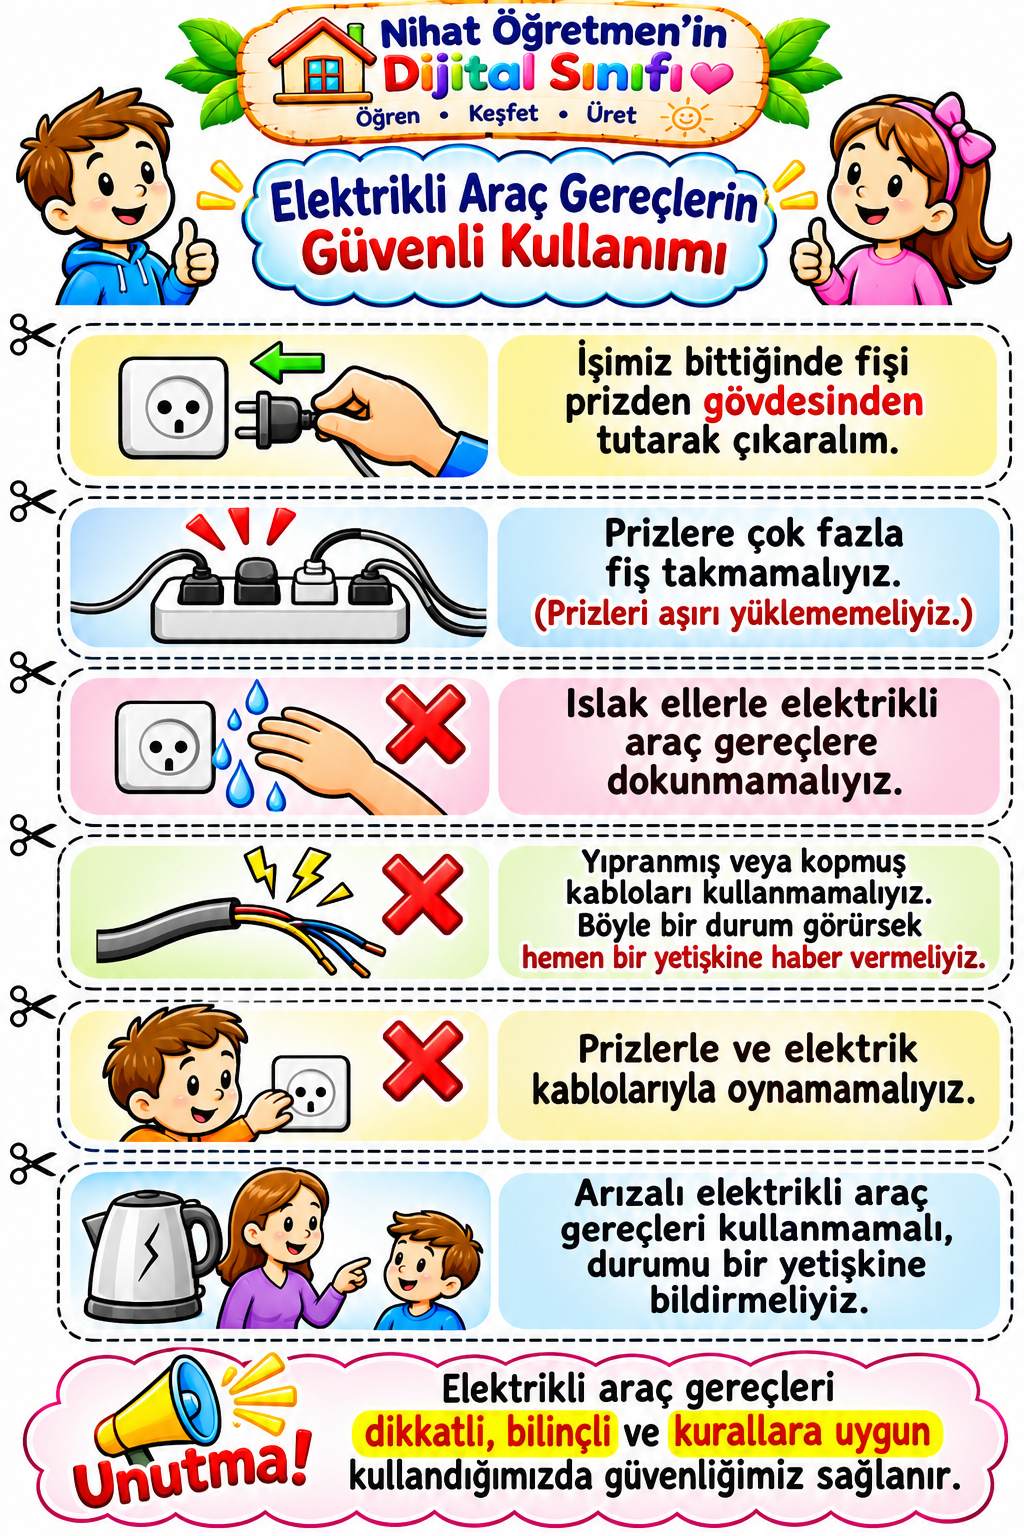 Nihat Öğretmen'in
Dijital Sınıfı
Öğren • Keşfet • Üret
Elektrikli Araç Gereçlerin
Güvenli Kullanımı
İşimiz bittiğinde fişi
prizden gövdesinden
tutarak çıkaralım.
Prizlere çok fazla
fiş takmamalıyız.
(Prizleri aşırı yüklememeliyiz.)
Islak ellerle elektrikli
araç gereçlere
dokunmamalıyız.
Yıpranmış veya kopmuş
kabloları kullanmamalıyız.
Böyle bir durum görürsek
hemen bir yetişkine haber vermeliyiz.
Prizlerle ve elektrik
kablolarıyla oynamamalıyız.
Arızalı elektrikli araç
gereçleri kullanmamalı,
durumu bir yetişkine
bildirmeliyiz.
Unutma!
Elektrikli araç gereçleri
dikkatli, bilinçli ve kurallara uygun
kullandığımızda güvenliğimiz sağlanır.